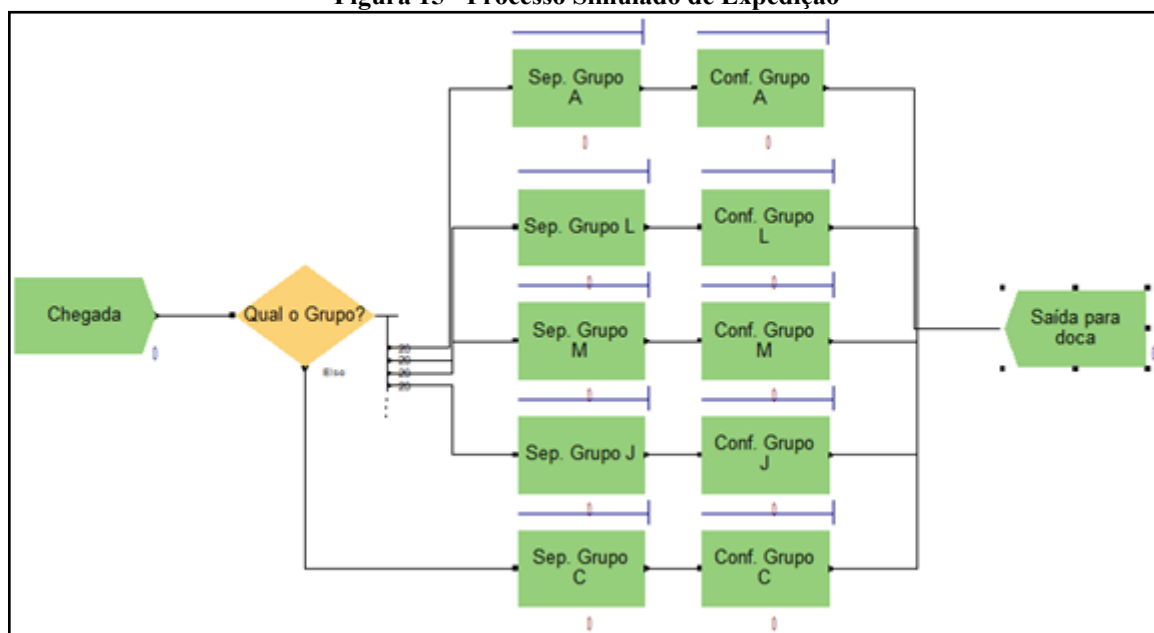 Figura 15 - Processo Simulado de Expedição
Sep. Grupo
A
Conf. Grupo
A
0
0
Sep. Grupo L
Conf. Grupo
L
0
0
Chegada
0
Qual o Grupo?
20
20
20
20
Else
Sep. Grupo
M
Conf. Grupo
M
0
0
Saída para
doca
0
Sep. Grupo J
Conf. Grupo
J
0
0
Sep. Grupo
C
Conf. Grupo
C
0
0